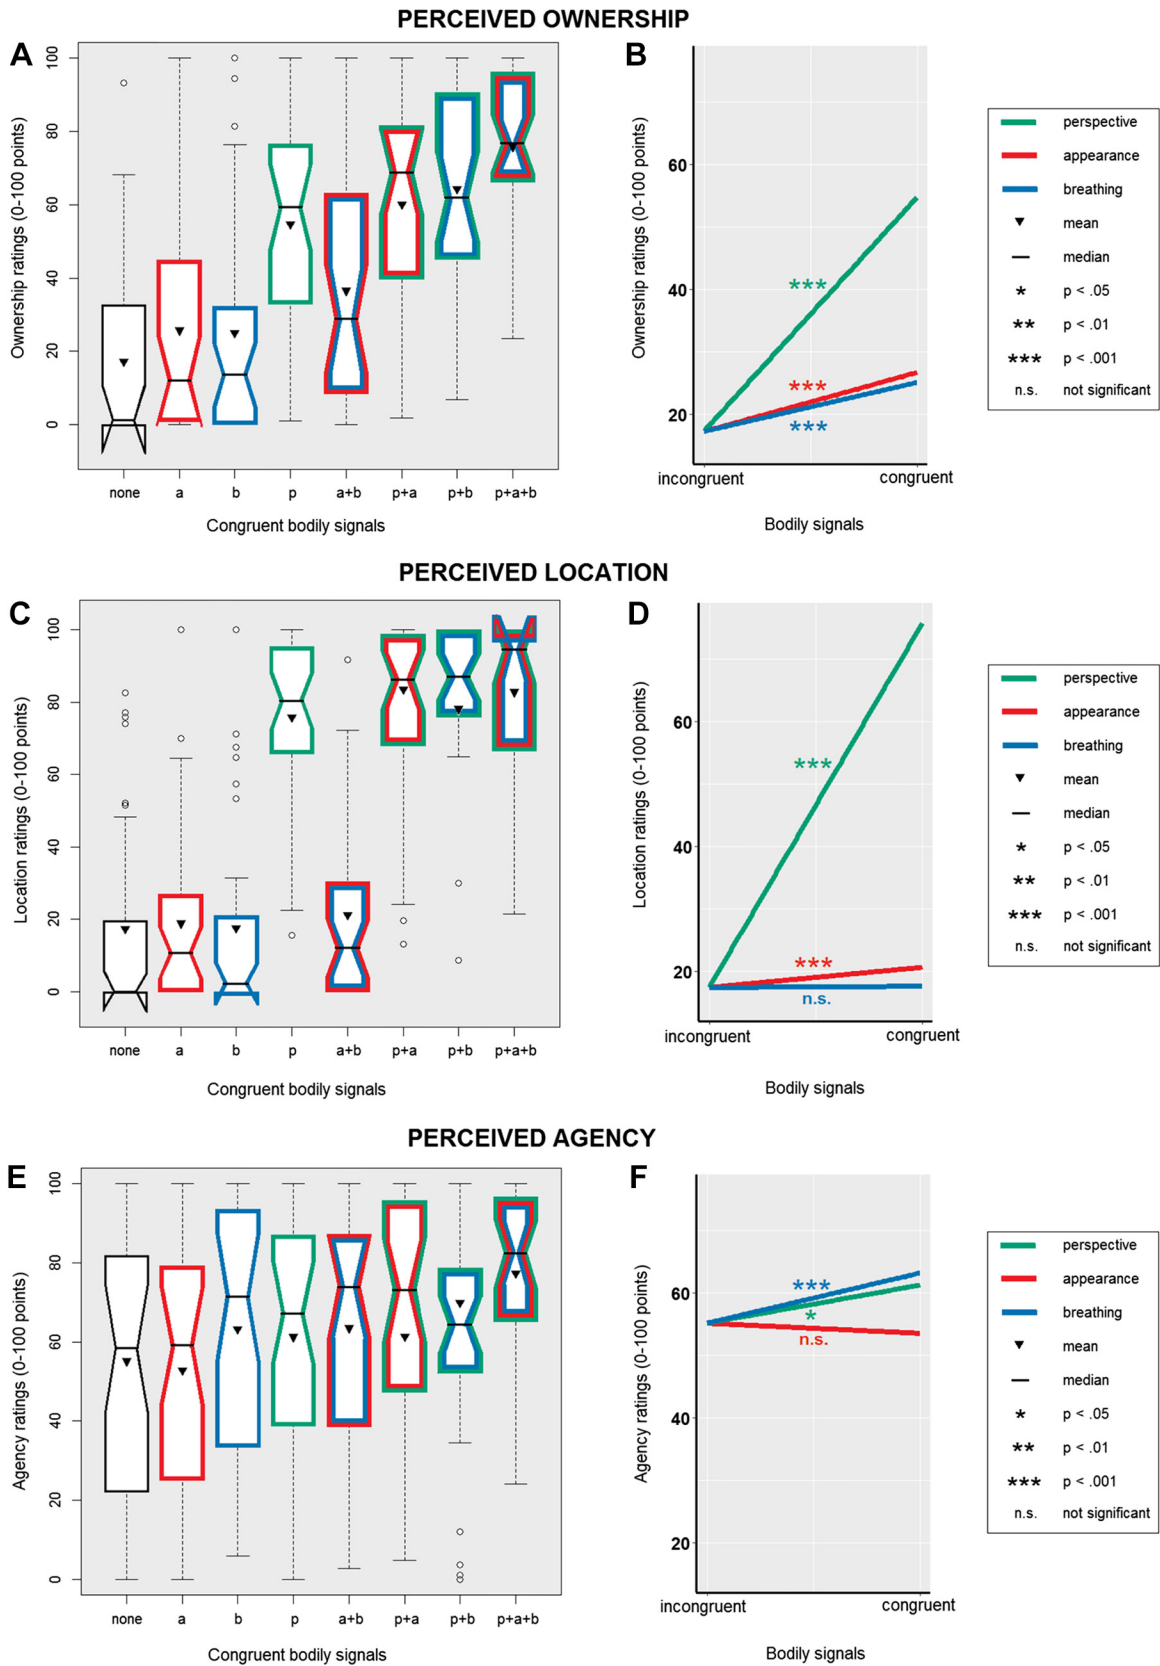 PERCEIVED OWNERSHIP
A
Ownership ratings (0-100 points)
100
80
60
40
20
0
none a b p a+b p+a p+b p+a+b
Congruent bodily signals
B
Ownership ratings (0-100 points)
60
40
20
***
***
***
incongruent congruent
Bodily signals
perspective
appearance
breathing
mean
median
* p < .05
** p < .01
*** p < .001
n.s. not significant
PERCEIVED LOCATION
C
Location ratings (0-100 points)
100
80
60
40
20
0
none a b p a+b p+a p+b p+a+b
Congruent bodily signals
D
Location ratings (0-100 points)
60
40
20
***
***
n.s.
incongruent congruent
Bodily signals
perspective
appearance
breathing
mean
median
* p < .05
** p < .01
*** p < .001
n.s. not significant
PERCEIVED AGENCY
E
Agency ratings (0-100 points)
100
80
60
40
20
0
none a b p a+b p+a p+b p+a+b
Congruent bodily signals
F
Agency ratings (0-100 points)
60
40
20
***
*
n.s.
incongruent congruent
Bodily signals
perspective
appearance
breathing
mean
median
* p < .05
** p < .01
*** p < .001
n.s. not significant